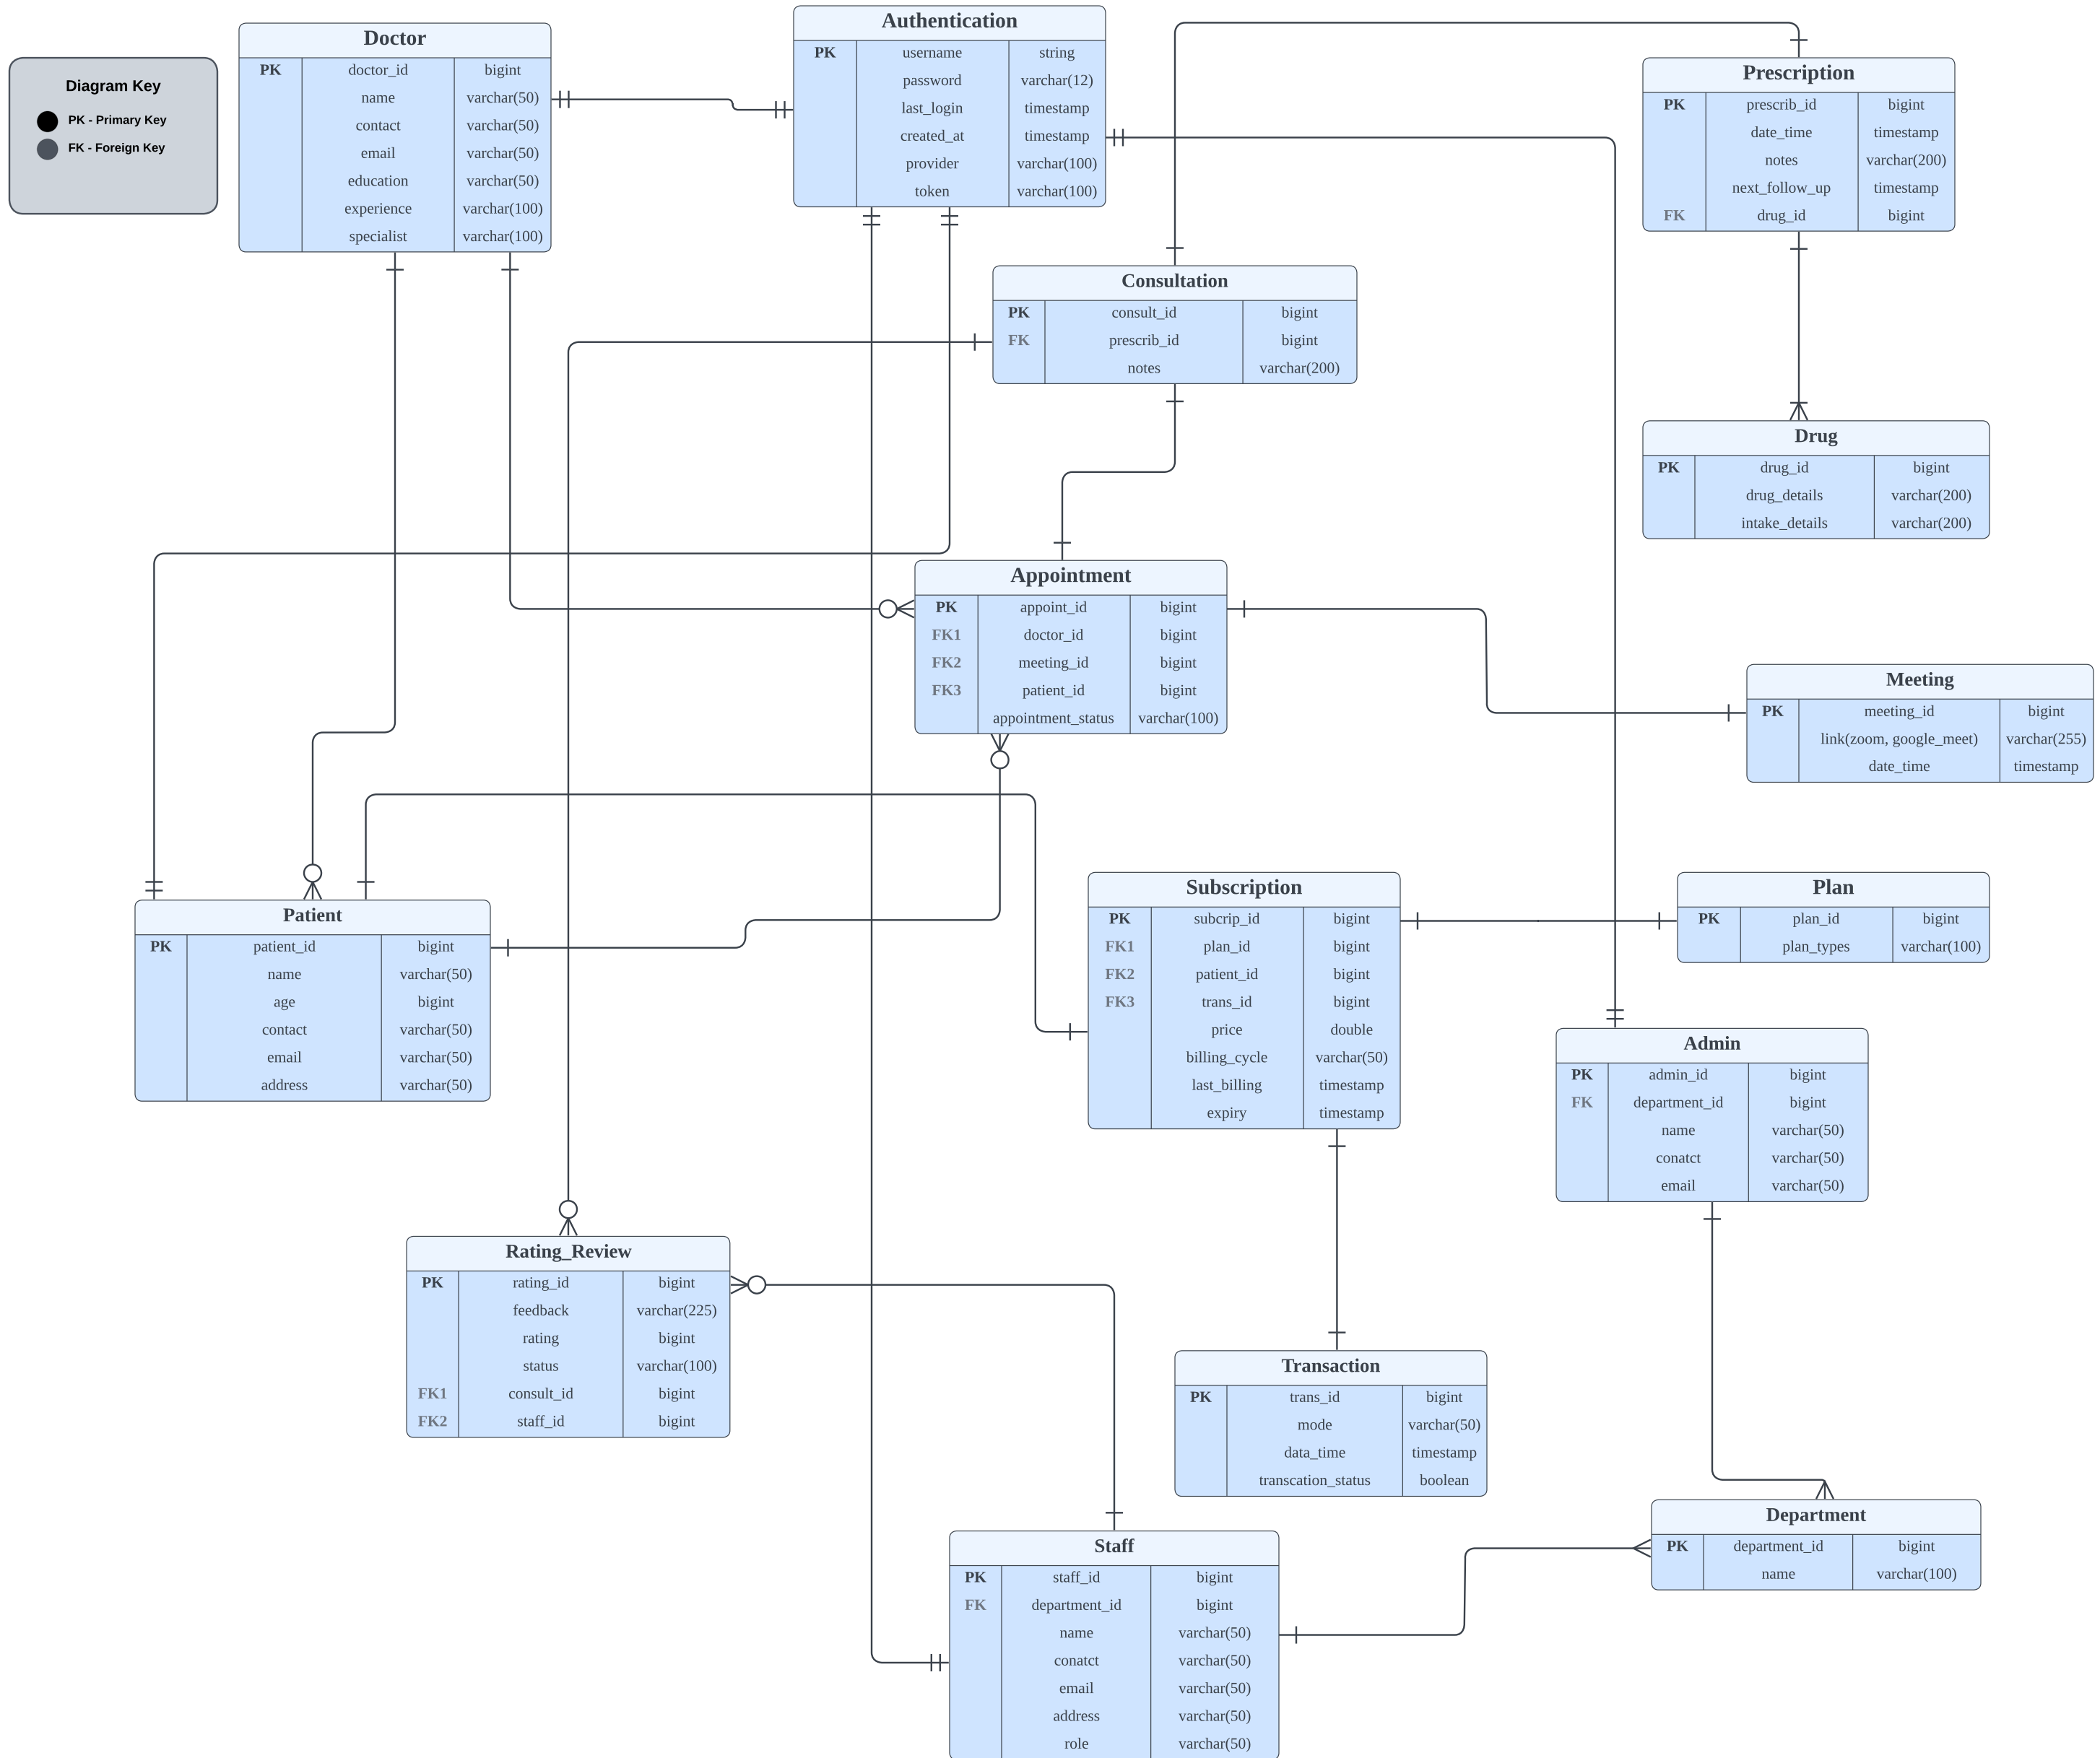 Diagram Key
PK - Primary Key
FK - Foreign Key
Doctor
PK doctor_id bigint
name varchar(50)
contact varchar(50)
email varchar(50)
education varchar(50)
experience varchar(100)
specialist varchar(100)
Authentication
PK username string
password varchar(12)
last_login timestamp
created_at timestamp
provider varchar(100)
token varchar(100)
Prescription
PK prescrib_id bigint
date_time timestamp
notes varchar(200)
next_follow_up timestamp
FK drug_id bigint
Consultation
PK consult_id bigint
FK prescrib_id bigint
notes varchar(200)
Drug
PK drug_id bigint
drug_details varchar(200)
intake_details varchar(200)
Appointment
PK appoint_id bigint
FK1 doctor_id bigint
FK2 meeting_id bigint
FK3 patient_id bigint
appointment_status varchar(100)
Meeting
PK meeting_id bigint
link(zoom, google_meet) varchar(255)
date_time timestamp
Patient
PK patient_id bigint
name varchar(50)
age bigint
contact varchar(50)
email varchar(50)
address varchar(50)
Subscription
PK subcrip_id bigint
FK1 plan_id bigint
FK2 patient_id bigint
FK3 trans_id bigint
price double
billing_cycle varchar(50)
last_billing timestamp
expiry timestamp
Plan
PK plan_id bigint
plan_types varchar(100)
Admin
PK admin_id bigint
FK department_id bigint
name varchar(50)
conatct varchar(50)
email varchar(50)
Rating_Review
PK rating_id bigint
feedback varchar(225)
rating bigint
status varchar(100)
FK1 consult_id bigint
FK2 staff_id bigint
Transaction
PK trans_id bigint
mode varchar(50)
data_time timestamp
transcation_status boolean
Department
PK department_id bigint
name varchar(100)
Staff
PK staff_id bigint
FK department_id bigint
name varchar(50)
conatct varchar(50)
email varchar(50)
address varchar(50)
role varchar(50)